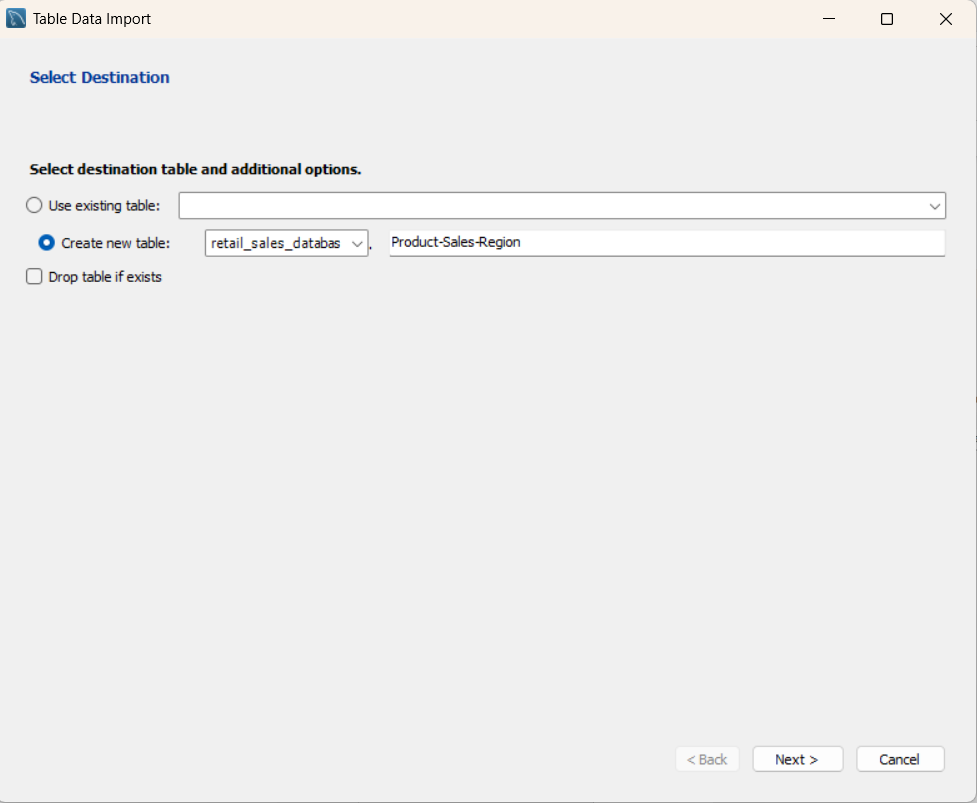 Table Data Import
Select Destination
Select destination table and additional options.
Use existing table:
Create new table: retail_sales_databas . Product-Sales-Region
Drop table if exists
< Back Next > Cancel